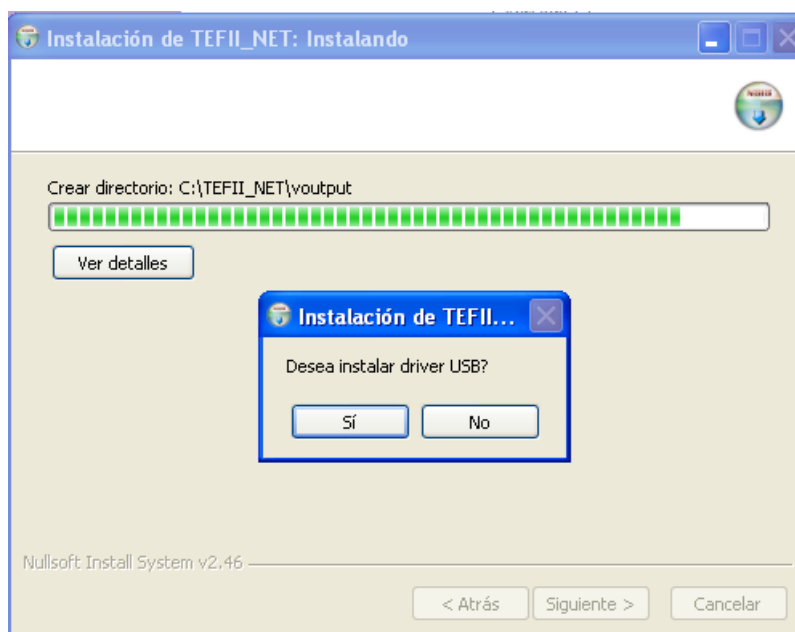 Instalación de TEFII_NET: Instalando
Crear directorio: C:\TEFII_NET\voutput
Ver detalles
Instalación de TEFII...
Desea instalar driver USB?
Sí
No
Nullsoft Install System v2.46
< Atrás
Siguiente >
Cancelar